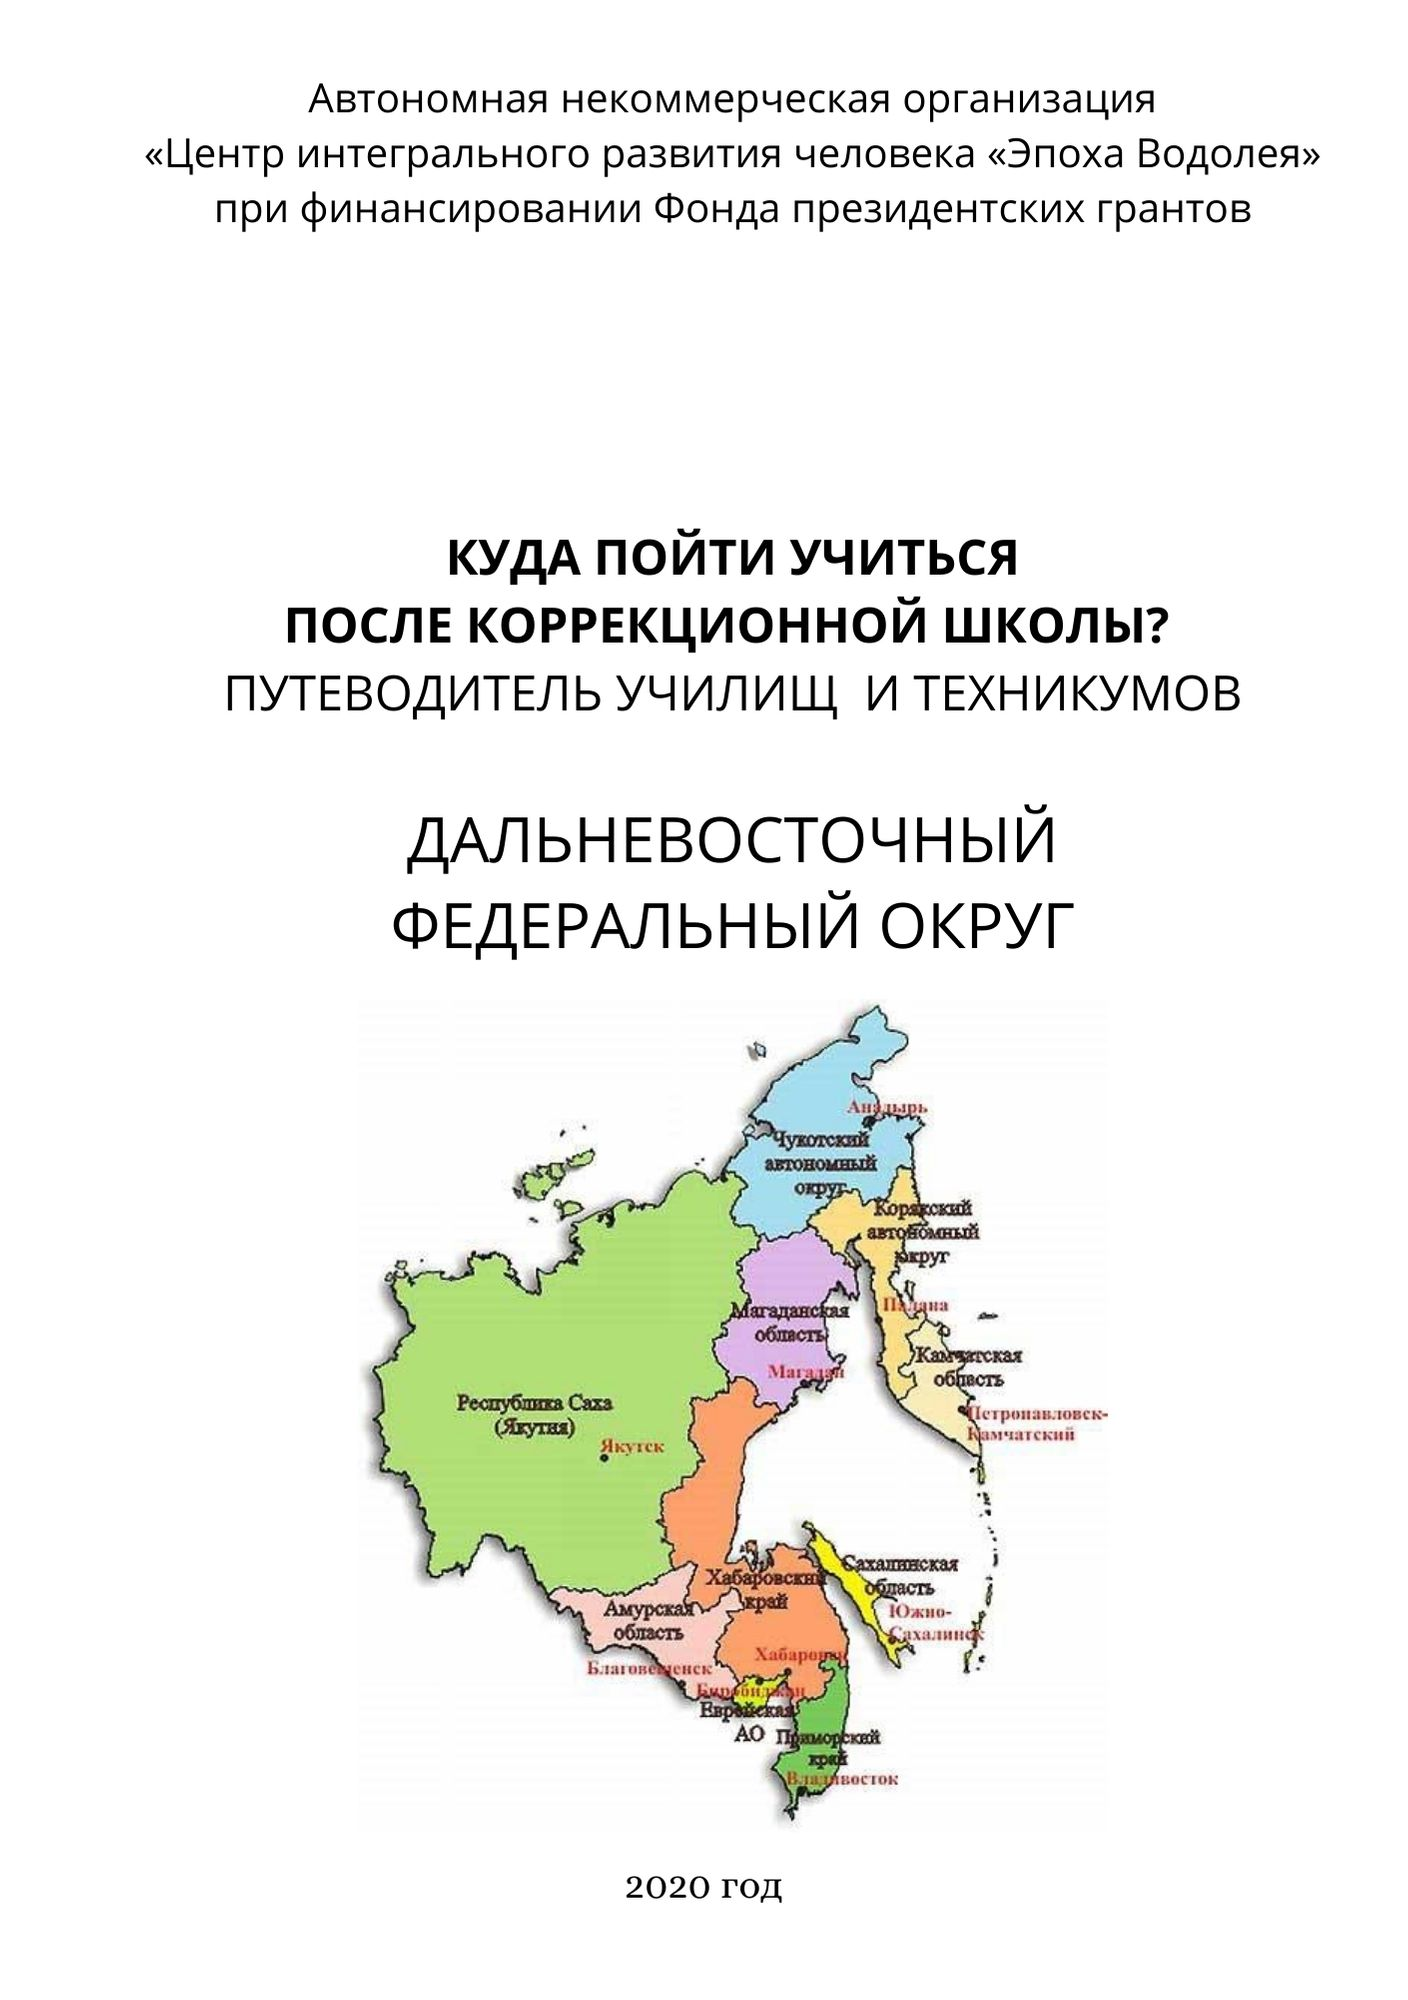 Автономная некоммерческая организация
«Центр интегрального развития человека «Эпоха Водолея»
при финансировании Фонда президентских грантов
КУДА ПОЙТИ УЧИТЬСЯ
ПОСЛЕ КОРРЕКЦИОННОЙ ШКОЛЫ?
ПУТЕВОДИТЕЛЬ УЧИЛИЩ И ТЕХНИКУМОВ
ДАЛЬНЕВОСТОЧНЫЙ
ФЕДЕРАЛЬНЫЙ ОКРУГ
Анадырь
Чукотский
автономный
округ
Корякский
автономный
округ
Палана
Магаданская
область
Камчатская
область
Магадан
Петропавловск-
Камчатский
Республика Саха
(Якутия)
Якутск
Сахалинская
область
Хабаровский
край
Южно-
Сахалинск
Амурская
область
Хабаровск
Благовещенск
Биробиджан
Еврейская
АО
Приморский
край
Владивосток
2020 год